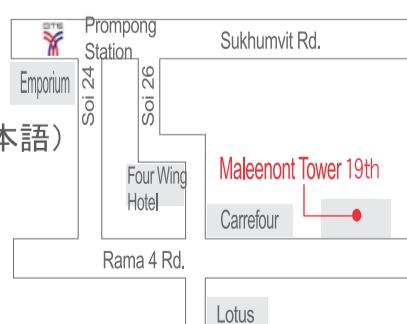 BTS
Prompong
Station
Sukhumvit Rd.
Emporium
Soi 24
Soi 26
本語）
Four Wing
Hotel
Maleenont Tower 19th
Carrefour
Rama 4 Rd.
Lotus